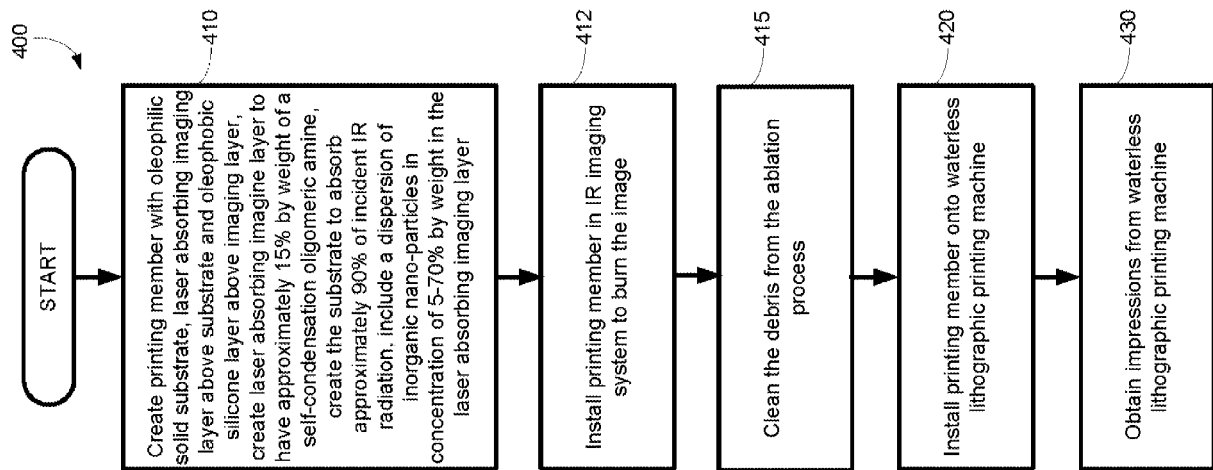 400
START
410
Create printing member with oleophilic
solid substrate, laser absorbing imaging
layer above substrate and oleophobic
silicone layer above imaging layer,
create laser absorbing imagine layer to
have approximately 15% by weight of a
self-condensation oligomeric amine,
create the substrate to absorb
approximately 90% of incident IR
radiation, include a dispersion of
inorganic nano-particles in
concentration of 5-70% by weight in the
laser absorbing imaging layer
412
Install printing member in IR imaging
system to burn the image
415
Clean the debris from the ablation
process
420
Install printing member onto waterless
lithographic printing machine
430
Obtain impressions from waterless
lithographic printing machine